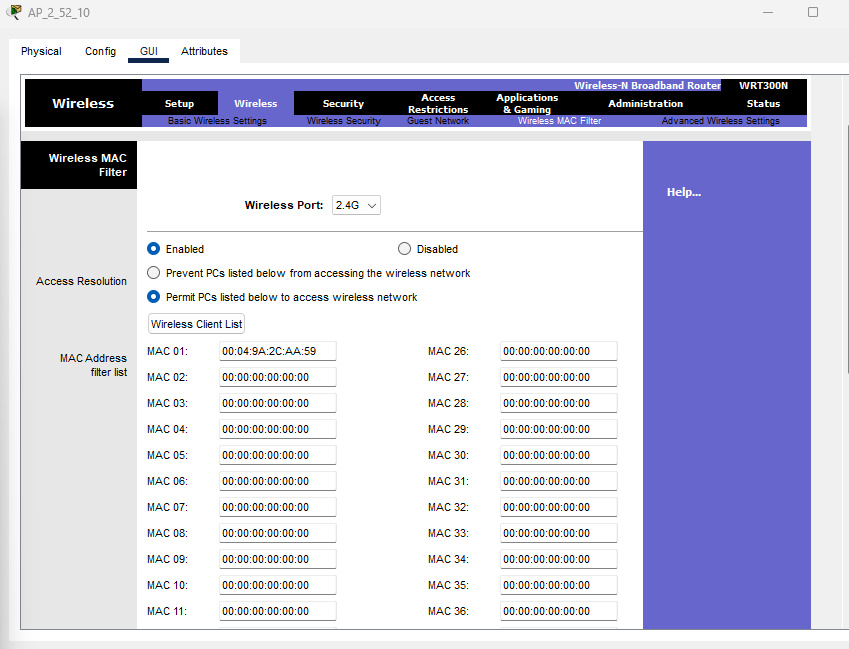 AP_2_52_10
Physical Config GUI Attributes
Wireless-N Broadband Router WRT300N
Wireless
Setup Wireless Security Access Restrictions Applications & Gaming Administration Status
Basic Wireless Settings Wireless Security Guest Network Wireless MAC Filter Advanced Wireless Settings
Wireless MAC
Filter
Help...
Wireless Port: 2.4G
Enabled Disabled
Prevent PCs listed below from accessing the wireless network
Access Resolution
Permit PCs listed below to access wireless network
Wireless Client List
MAC Address
filter list
MAC 01: 00:04:9A:2C:AA:59 MAC 26: 00:00:00:00:00:00
MAC 02: 00:00:00:00:00:00 MAC 27: 00:00:00:00:00:00
MAC 03: 00:00:00:00:00:00 MAC 28: 00:00:00:00:00:00
MAC 04: 00:00:00:00:00:00 MAC 29: 00:00:00:00:00:00
MAC 05: 00:00:00:00:00:00 MAC 30: 00:00:00:00:00:00
MAC 06: 00:00:00:00:00:00 MAC 31: 00:00:00:00:00:00
MAC 07: 00:00:00:00:00:00 MAC 32: 00:00:00:00:00:00
MAC 08: 00:00:00:00:00:00 MAC 33: 00:00:00:00:00:00
MAC 09: 00:00:00:00:00:00 MAC 34: 00:00:00:00:00:00
MAC 10: 00:00:00:00:00:00 MAC 35: 00:00:00:00:00:00
MAC 11: 00:00:00:00:00:00 MAC 36: 00:00:00:00:00:00